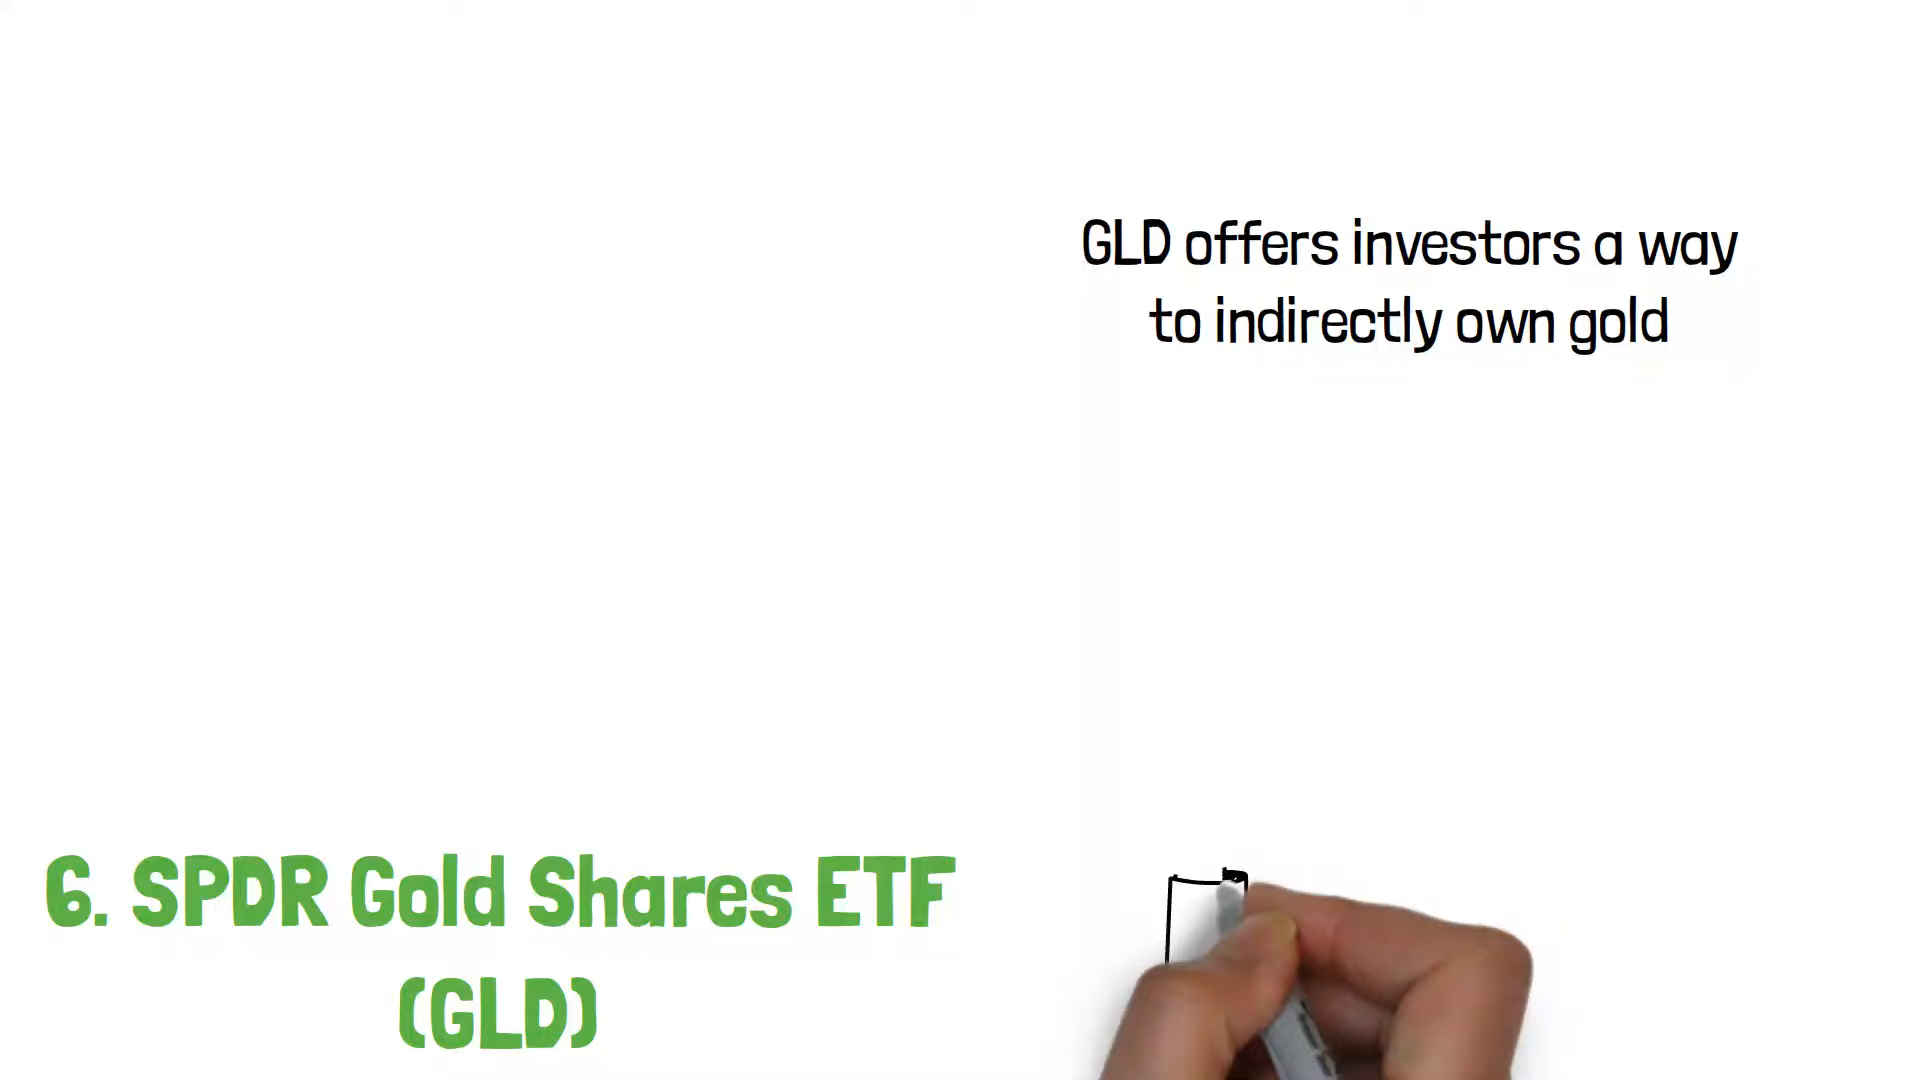 GLD offers investors a way
to indirectly own gold
6. SPDR Gold Shares ETF
(GLD)